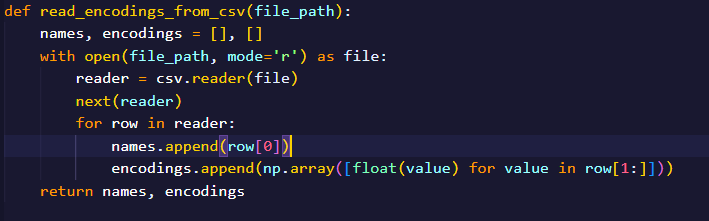 def read_encodings_from_csv(file_path):
    names, encodings = [], []
    with open(file_path, mode='r') as file:
        reader = csv.reader(file)
        next(reader)
        for row in reader:
            names.append(row[0])
            encodings.append(np.array([float(value) for value in row[1:]]))
    return names, encodings